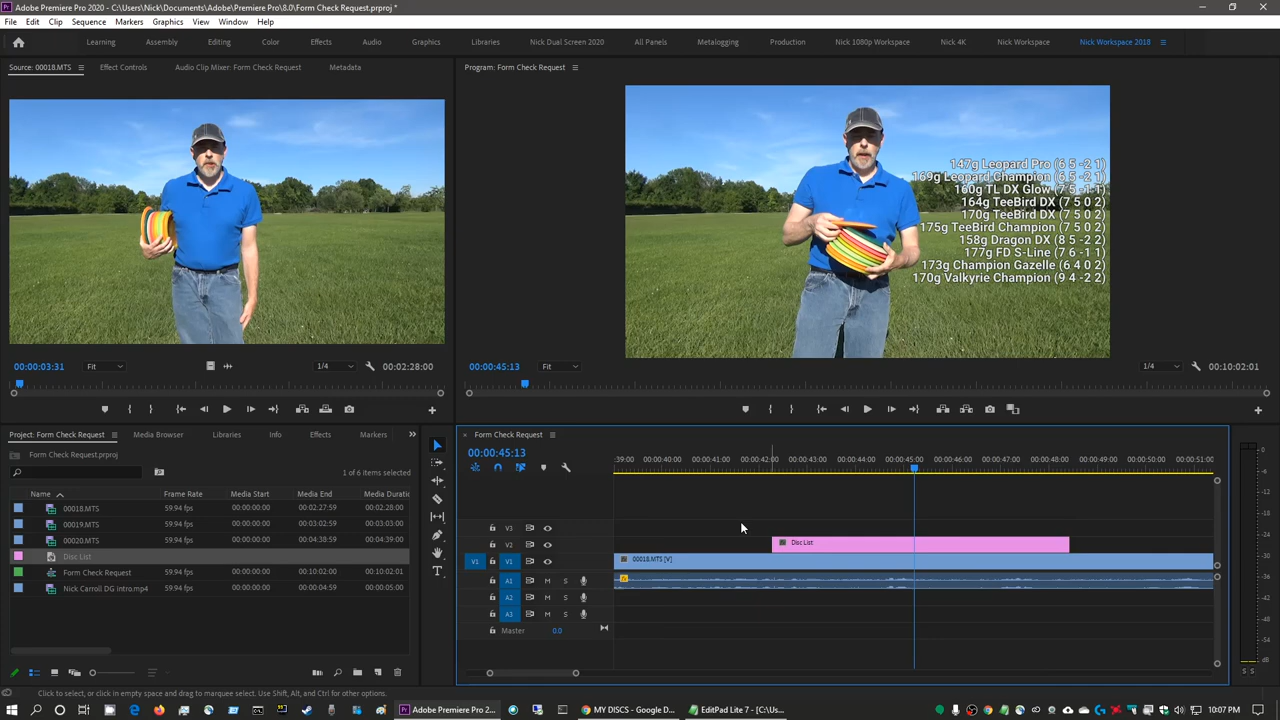 Adobe Premiere Pro 2020 - C:\Users\Nick\Documents\Adobe\Premiere Pro\8.0\Form Check Request.prproj *
File Edit Clip Sequence Markers Graphics View Window Help
Learning Assembly Editing Color Effects Audio Graphics Libraries Nick Dual Screen 2020 All Panels Metalogging Production Nick 1080p Workspace Nick 4K Nick Workspace Nick Workspace 2018
Source: 00018.MTS Effect Controls Audio Clip Mixer: Form Check Request Metadata
Program: Form Check Request
147g Leopard Pro (6 5 -2 1)
169g Leopard Champion (6 5 -2 1)
160g TL DX Glow (7 5 -1 1)
164g TeeBird DX (7 5 0 2)
170g TeeBird DX (7 5 0 2)
175g TeeBird Champion (7 5 0 2)
158g Dragon DX (8 5 -2 2)
177g FD S-Line (7 6 -1 1)
173g Champion Gazelle (6 4 0 2)
170g Valkyrie Champion (9 4 -2 2)
00:00:03:31 Fit 1/4 00:02:28:00
00:00:45:13 Fit 1/4 00:10:02:01
Project: Form Check Request Media Browser Libraries Info Effects Markers
Form Check Request.prproj
1 of 6 items selected
Name Frame Rate Media Start Media End Media Duratio
00018.MTS 59.94 fps 00:00:00:00 00:02:27:59 00:02:28:00
00019.MTS 59.94 fps 00:00:00:00 00:03:02:59 00:03:03:00
00020.MTS 59.94 fps 00:00:00:00 00:04:38:59 00:04:39:00
Disc List
Form Check Request 59.94 fps 00:00:00:00 00:10:02:00 00:10:02:01
Nick Carroll DG Intro.mp4 59.94 fps 00:00:00:00 00:00:04:59 00:00:05:00
Form Check Request
00:00:45:13
:39:00 00:00:40:00 00:00:41:00 00:00:42:00 00:00:43:00 00:00:44:00 00:00:45:00 00:00:46:00 00:00:47:00 00:00:48:00 00:00:49:00 00:00:50:00 00:00:51:00
V3
V2 Disc List
V1 V1 00018.MTS [V]
A1 M S
A2 M S
A3 M S
Master 0.0
0
-6
-12
-18
-24
-30
-36
-42
-48
-54
dB
S S
Click to select, or click in empty space and drag to marquee select. Use Shift, Alt, and Ctrl for other options.
Adobe Premiere Pro 2... MY DISCS - Google D... EditPad Lite 7 - [C:\Us...
10:07 PM